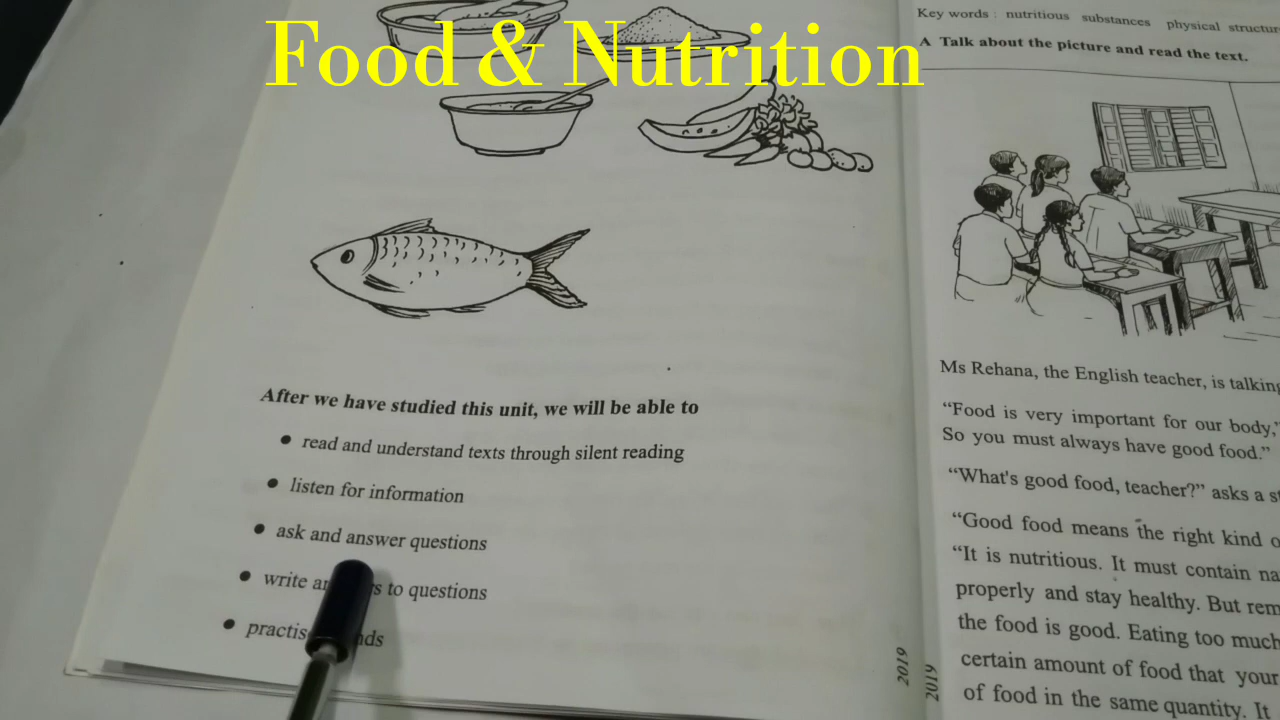 Food & Nutrition
After we have studied this unit, we will be able to
• read and understand texts through silent reading
• listen for information
• ask and answer questions
• write to questions
2019
Key words : nutritious substances physical
A Talk about the picture and read the text.
Ms Rehana, the English teacher, is talking
“Food is very important for our body,”
So you must always have good food.”
“What's good food, teacher?” asks a
“Good food means the right kind
“It is nutritious. It must contain
properly and stay healthy. But
the food is good. Eating too much
certain amount of food that your
of food in the same quantity. It
2019